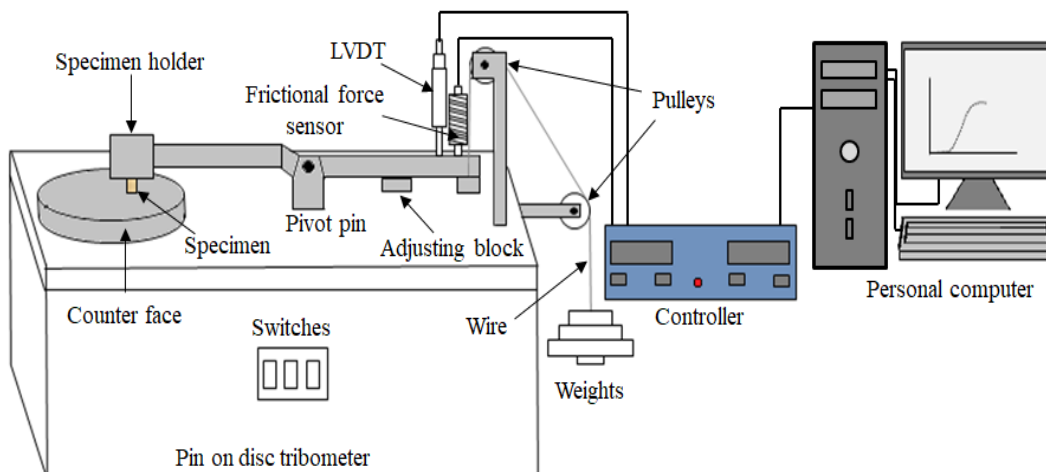 LVDT
Specimen holder
Frictional force
sensor
Pulleys
Pivot pin
Specimen
Adjusting block
Counter face
Wire
Controller
Personal computer
Switches
Weights
Pin on disc tribometer